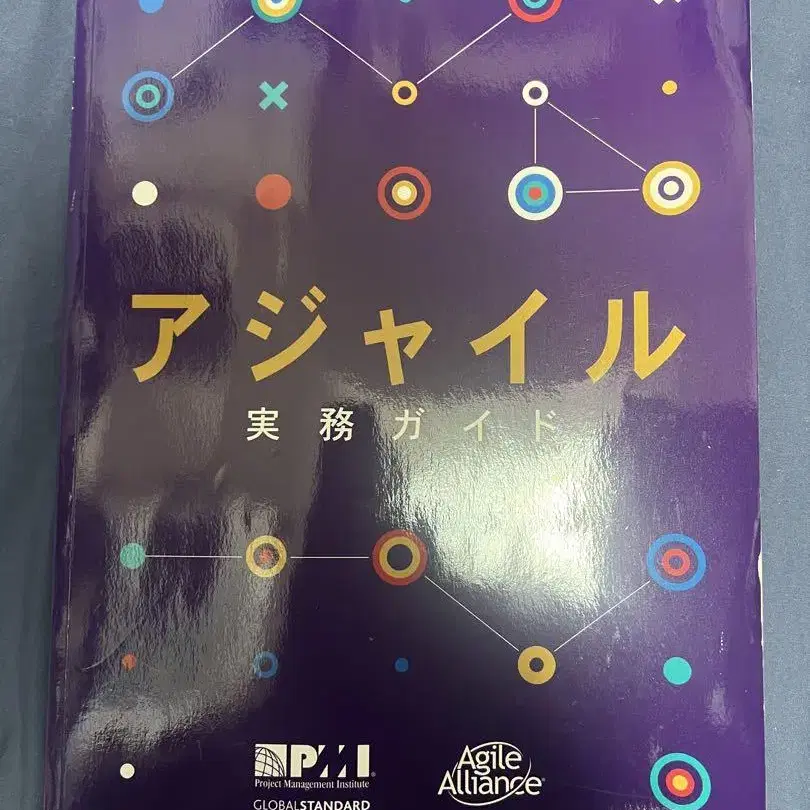 アジャイル
実務ガイド
PMI®
Project Management Institute
GLOBALSTANDARD
Agile
Alliance®